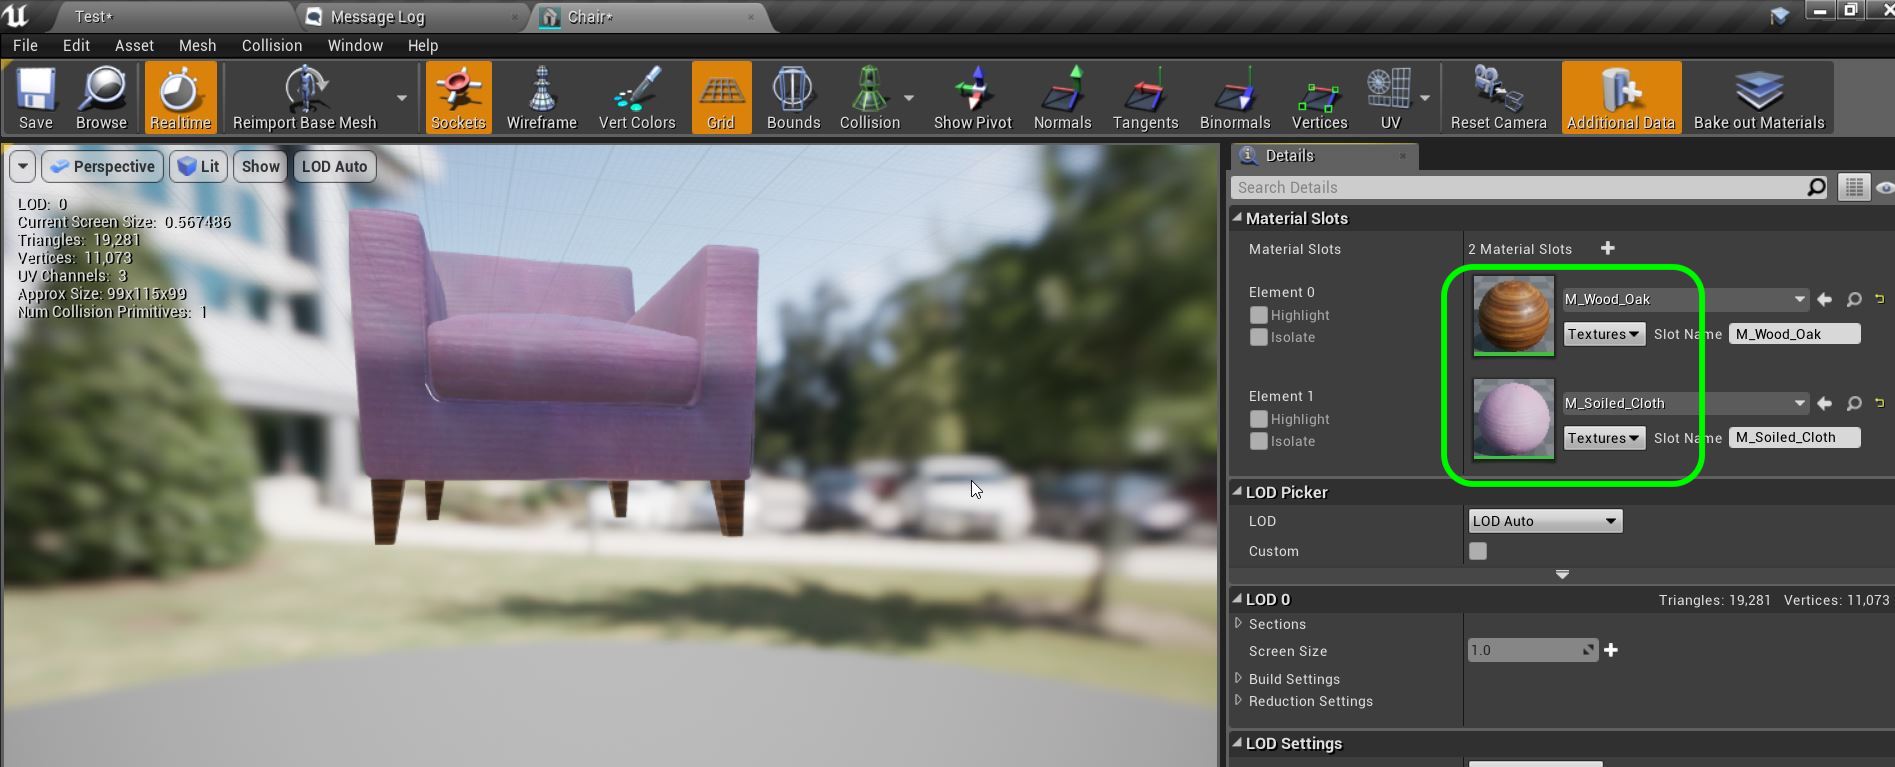 Test*
Message Log
Chair*
File Edit Asset Mesh Collision Window Help
Save Browse Realtime Reimport Base Mesh Sockets Wireframe Vert Colors Grid Bounds Collision Show Pivot Normals Tangents Binormals Vertices UV Reset Camera Additional Data Bake out Materials
Perspective Lit Show LOD Auto
LOD: 0
Current Screen Size: 0.567486
Triangles: 19,281
Vertices: 11,073
UV Channels: 3
Approx Size: 99x115x99
Num Collision Primitives: 1
Details
Search Details
Material Slots
Material Slots 2 Material Slots
Element 0
Highlight
Isolate
M_Wood_Oak
Textures Slot Name M_Wood_Oak
Element 1
Highlight
Isolate
M_Soiled_Cloth
Textures Slot Name M_Soiled_Cloth
LOD Picker
LOD LOD Auto
Custom
LOD 0 Triangles: 19,281 Vertices: 11,073
Sections
Screen Size 1.0
Build Settings
Reduction Settings
LOD Settings